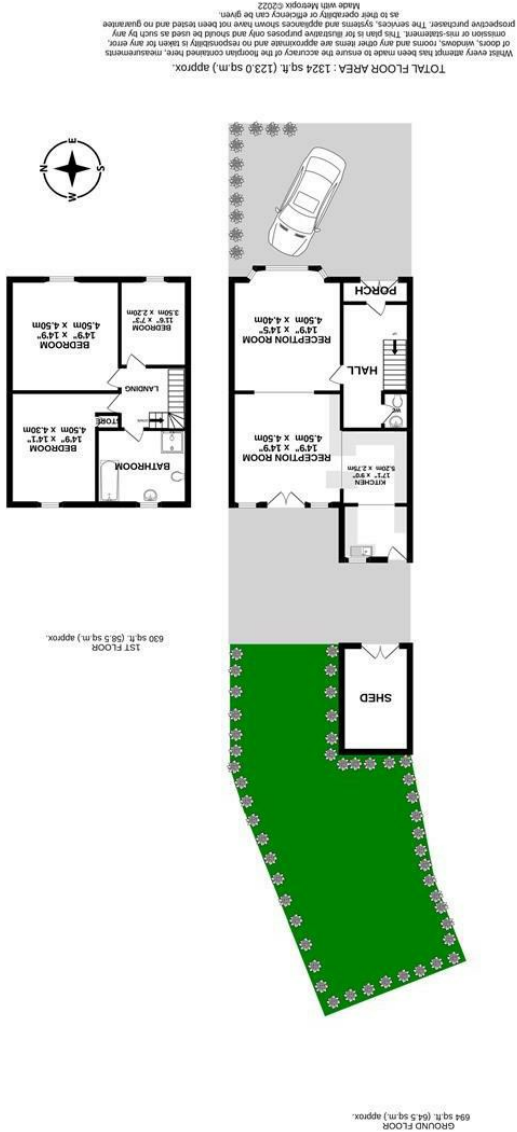 GROUND FLOOR
694 sq.ft. (64.5 sq.m.) approx.
1ST FLOOR
630 sq.ft. (58.5 sq.m.) approx.
SHED
KITCHEN
17'1" x 9'0"
5.20m x 2.75m
RECEPTION ROOM
14'9" x 14'9"
4.50m x 4.50m
WC
HALL
RECEPTION ROOM
14'9" x 14'5"
4.50m x 4.40m
PORCH
BATHROOM
BEDROOM
14'9" x 14'1"
4.50m x 4.30m
STORE
LANDING
BEDROOM
11'6" x 7'3"
3.50m x 2.20m
BEDROOM
14'9" x 14'9"
4.50m x 4.50m
W
S
N
E
TOTAL FLOOR AREA : 1324 sq.ft. (123.0 sq.m.) approx.
Whilst every attempt has been made to ensure the accuracy of the floorplan contained here, measurements
of doors, windows, rooms and any other items are approximate and no responsibility is taken for any error,
omission or mis-statement. This plan is for illustrative purposes only and should be used as such by any
prospective purchaser. The services, systems and appliances shown have not been tested and no guarantee
as to their operability or efficiency can be given.
Made with Metropix ©2022